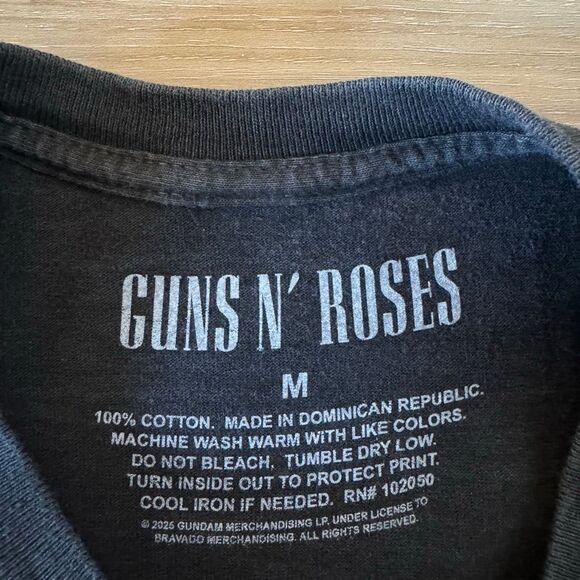 GUNS N' ROSES
M
100% COTTON. MADE IN DOMINICAN REPUBLIC.
MACHINE WASH WARM WITH LIKE COLORS.
DO NOT BLEACH. TUMBLE DRY LOW.
TURN INSIDE OUT TO PROTECT PRINT.
COOL IRON IF NEEDED. RN# 102050
© 2025 GUNDAM MERCHANDISING LP. UNDER LICENSE TO
BRAVADO MERCHANDISING. ALL RIGHTS RESERVED.